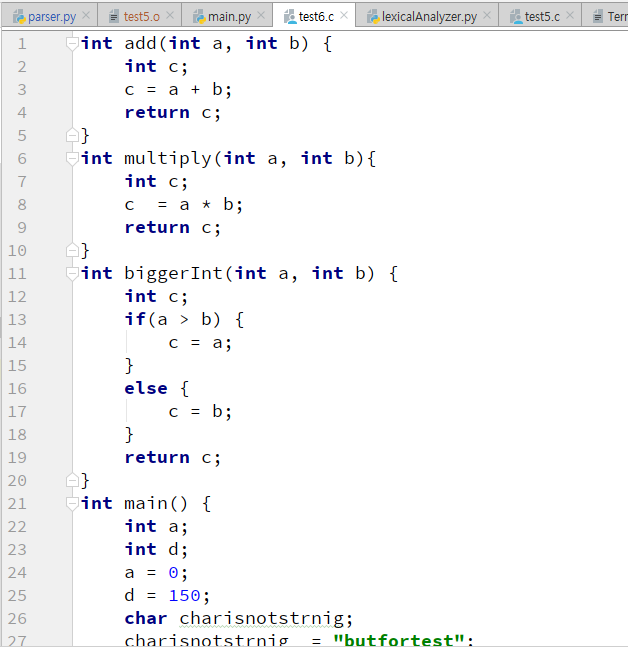 parser.py test5.o main.py test6.c lexicalAnalyzer.py test5.c
1 int add(int a, int b) {
2 int c;
3 c = a + b;
4 return c;
5 }
6 int multiply(int a, int b){
7 int c;
8 c  = a * b;
9 return c;
10 }
11 int biggerInt(int a, int b) {
12 int c;
13 if(a > b) {
14 c = a;
15 }
16 else {
17 c = b;
18 }
19 return c;
20 }
21 int main() {
22 int a;
23 int d;
24 a = 0;
25 d = 150;
26 char charisnotstrnig;
27 charisnotstrnig  = "butfortest";